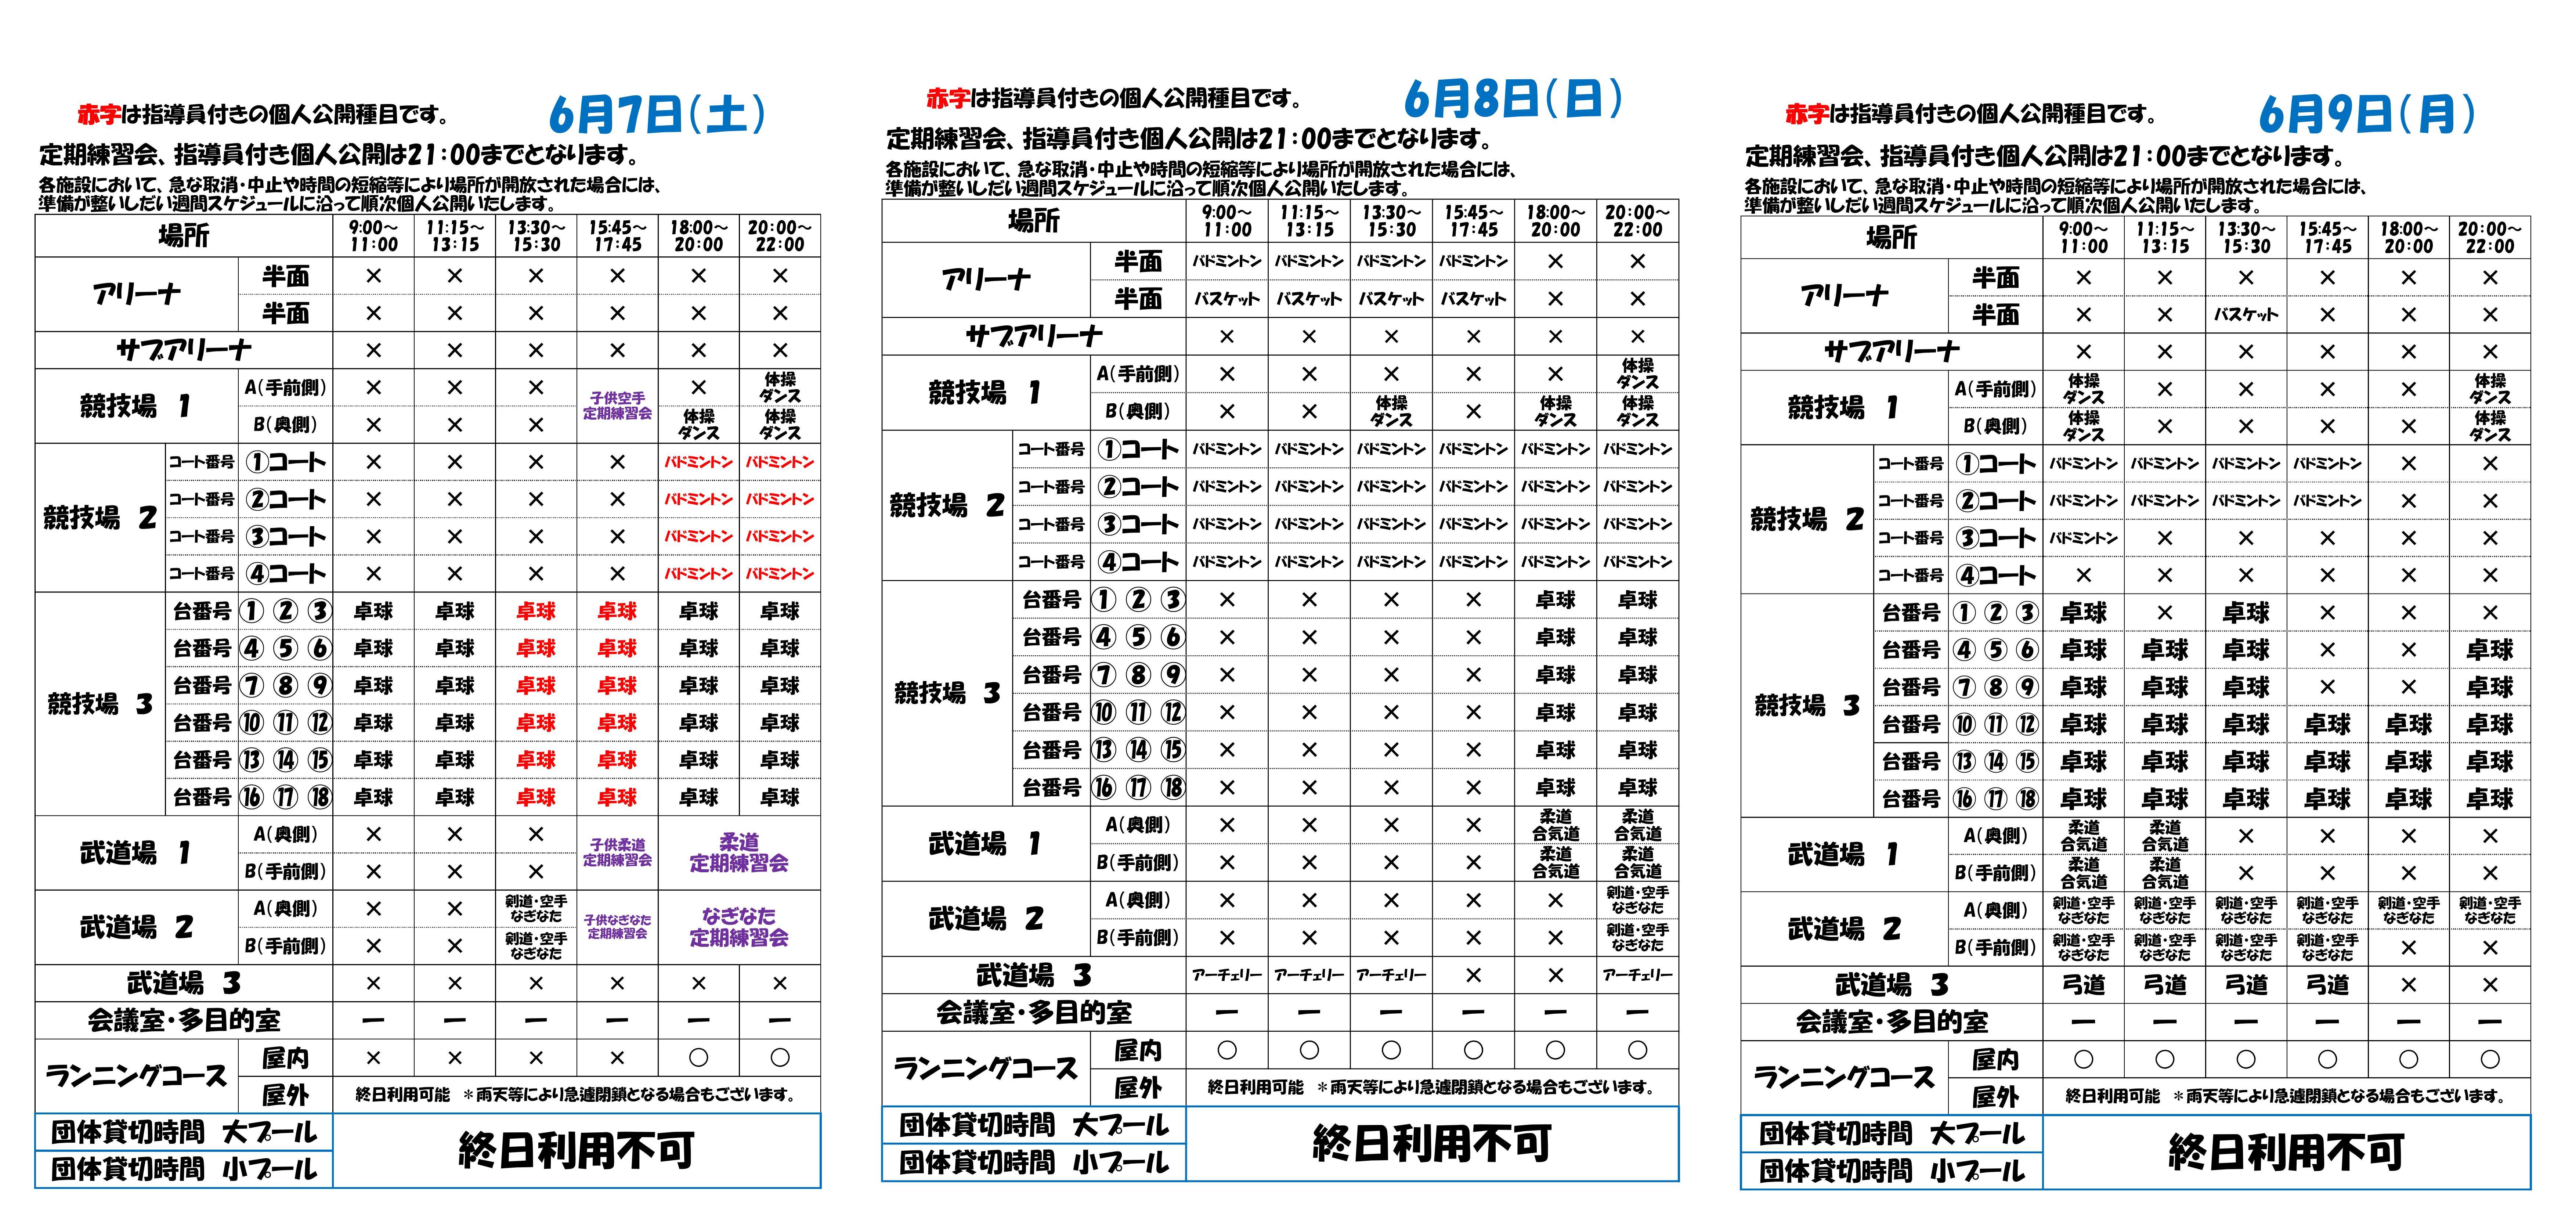 赤字は指導員付きの個人公開種目です。 6月7日(土)
定期練習会、指導員付き個人公開は21:00までとなります。
各施設において、急な取消・中止や時間の短縮等により場所が開放された場合には、
準備が整いしだい週間スケジュールに沿って順次個人公開いたします。
場所 9:00～11:00 11:15～13:15 13:30～15:30 15:45～17:45 18:00～20:00 20:00～22:00
アリーナ 半面 × × × × × ×
半面 × × × × × ×
サブアリーナ × × × × × ×
競技場 1 A(手前側) × × × 子供空手定期練習会 × 体操ダンス
B(奥側) × × × 体操ダンス 体操ダンス
競技場 2 コート番号 ①コート × × × × バドミントン バドミントン
コート番号 ②コート × × × × バドミントン バドミントン
コート番号 ③コート × × × × バドミントン バドミントン
コート番号 ④コート × × × × バドミントン バドミントン
競技場 3 台番号 ① ② ③ 卓球 卓球 卓球 卓球 卓球 卓球
台番号 ④ ⑤ ⑥ 卓球 卓球 卓球 卓球 卓球 卓球
台番号 ⑦ ⑧ ⑨ 卓球 卓球 卓球 卓球 卓球 卓球
台番号 ⑩ ⑪ ⑫ 卓球 卓球 卓球 卓球 卓球 卓球
台番号 ⑬ ⑭ ⑮ 卓球 卓球 卓球 卓球 卓球 卓球
台番号 ⑯ ⑰ ⑱ 卓球 卓球 卓球 卓球 卓球 卓球
武道場 1 A(奥側) × × × 子供柔道定期練習会 柔道定期練習会
B(手前側) × × ×
武道場 2 A(奥側) × × 剣道・空手なぎなた 子供なぎなた定期練習会 なぎなた定期練習会
B(手前側) × × 剣道・空手なぎなた
武道場 3 × × × × × ×
会議室・多目的室 ー ー ー ー ー ー
ランニングコース 屋内 × × × × ○ ○
屋外 終日利用可能 ＊雨天等により急遽閉鎖となる場合もございます。
団体貸切時間 大プール 終日利用不可
団体貸切時間 小プール
赤字は指導員付きの個人公開種目です。 6月8日(日)
定期練習会、指導員付き個人公開は21:00までとなります。
各施設において、急な取消・中止や時間の短縮等により場所が開放された場合には、
準備が整いしだい週間スケジュールに沿って順次個人公開いたします。
場所 9:00～11:00 11:15～13:15 13:30～15:30 15:45～17:45 18:00～20:00 20:00～22:00
アリーナ 半面 バドミントン バドミントン バドミントン バドミントン × ×
半面 バスケット バスケット バスケット バスケット × ×
サブアリーナ × × × × × ×
競技場 1 A(手前側) × × × × × 体操ダンス
B(奥側) × × 体操ダンス × 体操ダンス 体操ダンス
競技場 2 コート番号 ①コート バドミントン バドミントン バドミントン バドミントン バドミントン バドミントン
コート番号 ②コート バドミントン バドミントン バドミントン バドミントン バドミントン バドミントン
コート番号 ③コート バドミントン バドミントン バドミントン バドミントン バドミントン バドミントン
コート番号 ④コート バドミントン バドミントン バドミントン バドミントン バドミントン バドミントン
競技場 3 台番号 ① ② ③ × × × × 卓球 卓球
台番号 ④ ⑤ ⑥ × × × × 卓球 卓球
台番号 ⑦ ⑧ ⑨ × × × × 卓球 卓球
台番号 ⑩ ⑪ ⑫ × × × × 卓球 卓球
台番号 ⑬ ⑭ ⑮ × × × × 卓球 卓球
台番号 ⑯ ⑰ ⑱ × × × × 卓球 卓球
武道場 1 A(奥側) × × × × 柔道合気道 柔道合気道
B(手前側) × × × × 柔道合気道 柔道合気道
武道場 2 A(奥側) × × × × × 剣道・空手なぎなた
B(手前側) × × × × × 剣道・空手なぎなた
武道場 3 アーチェリー アーチェリー アーチェリー × × アーチェリー
会議室・多目的室 ー ー ー ー ー ー
ランニングコース 屋内 ○ ○ ○ ○ ○ ○
屋外 終日利用可能 ＊雨天等により急遽閉鎖となる場合もございます。
団体貸切時間 大プール 終日利用不可
団体貸切時間 小プール
赤字は指導員付きの個人公開種目です。 6月9日(月)
定期練習会、指導員付き個人公開は21:00までとなります。
各施設において、急な取消・中止や時間の短縮等により場所が開放された場合には、
準備が整いしだい週間スケジュールに沿って順次個人公開いたします。
場所 9:00～11:00 11:15～13:15 13:30～15:30 15:45～17:45 18:00～20:00 20:00～22:00
アリーナ 半面 × × × × × ×
半面 × × バスケット × × ×
サブアリーナ × × × × × ×
競技場 1 A(手前側) 体操ダンス × × × × 体操ダンス
B(奥側) 体操ダンス × × × × 体操ダンス
競技場 2 コート番号 ①コート バドミントン バドミントン バドミントン バドミントン × ×
コート番号 ②コート バドミントン バドミントン バドミントン バドミントン × ×
コート番号 ③コート バドミントン × × × × ×
コート番号 ④コート × × × × × ×
競技場 3 台番号 ① ② ③ 卓球 × 卓球 × × ×
台番号 ④ ⑤ ⑥ 卓球 卓球 卓球 × × 卓球
台番号 ⑦ ⑧ ⑨ 卓球 卓球 卓球 × × 卓球
台番号 ⑩ ⑪ ⑫ 卓球 卓球 卓球 卓球 卓球 卓球
台番号 ⑬ ⑭ ⑮ 卓球 卓球 卓球 卓球 卓球 卓球
台番号 ⑯ ⑰ ⑱ 卓球 卓球 卓球 卓球 卓球 卓球
武道場 1 A(奥側) 柔道合気道 柔道合気道 × × × ×
B(手前側) 柔道合気道 柔道合気道 × × × ×
武道場 2 A(奥側) 剣道・空手なぎなた 剣道・空手なぎなた 剣道・空手なぎなた 剣道・空手なぎなた 剣道・空手なぎなた 剣道・空手なぎなた
B(手前側) 剣道・空手なぎなた 剣道・空手なぎなた 剣道・空手なぎなた 剣道・空手なぎなた × ×
武道場 3 弓道 弓道 弓道 弓道 × ×
会議室・多目的室 ー ー ー ー ー ー
ランニングコース 屋内 ○ ○ ○ ○ ○ ○
屋外 終日利用可能 ＊雨天等により急遽閉鎖となる場合もございます。
団体貸切時間 大プール 終日利用不可
団体貸切時間 小プール